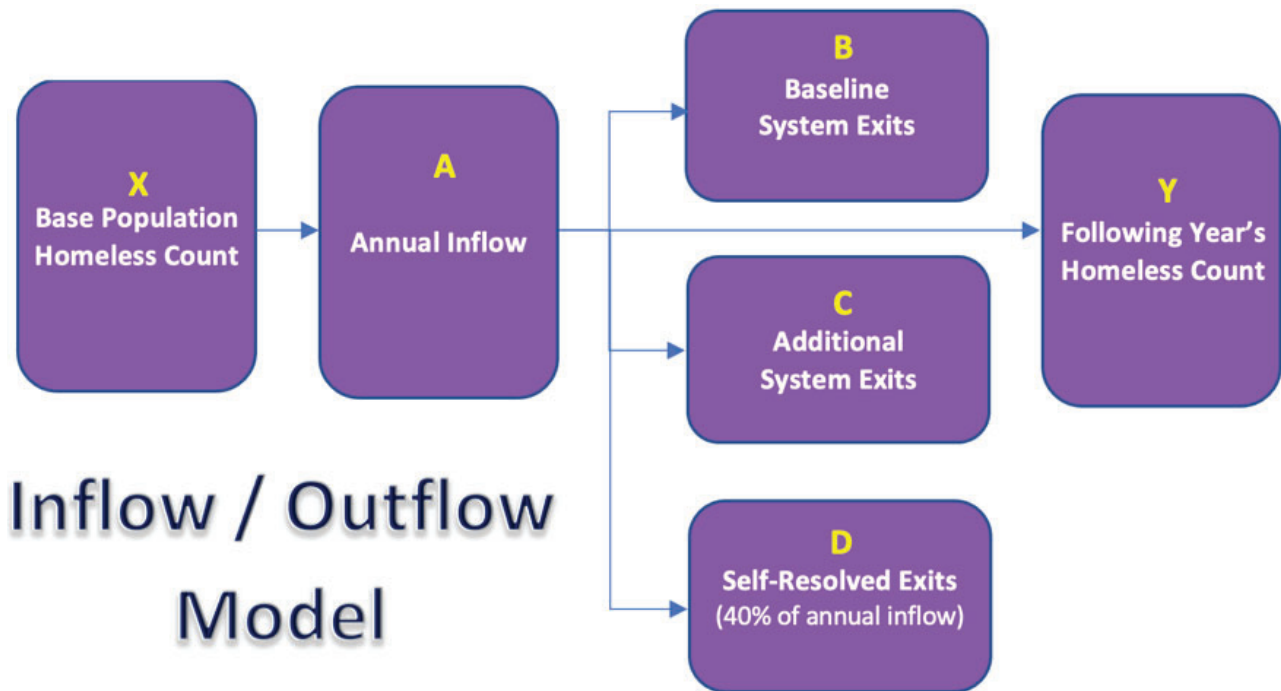 X
Base Population
Homeless Count
A
Annual Inflow
B
Baseline
System Exits
C
Additional
System Exits
D
Self-Resolved Exits
(40% of annual inflow)
Y
Following Year’s
Homeless Count
Inflow / Outflow
Model